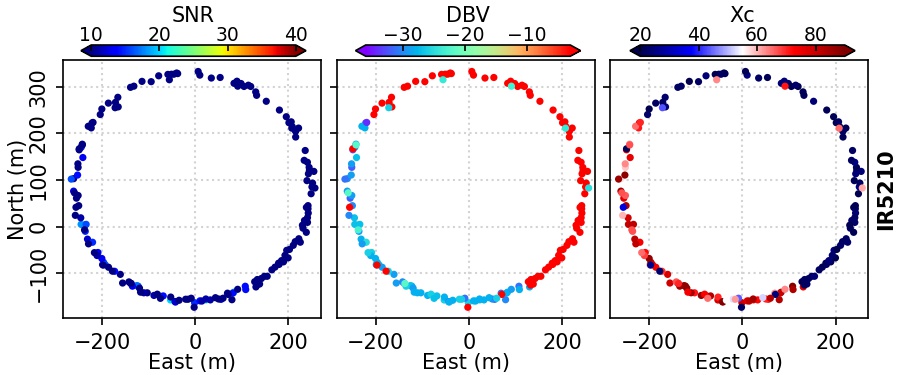 SNR DBV Xc
10 20 30 40 −30 −20 −10 20 40 60 80
North (m)
300
200
100
0
−100
IR5210
−200 0 200 −200 0 200 −200 0 200
East (m) East (m) East (m)